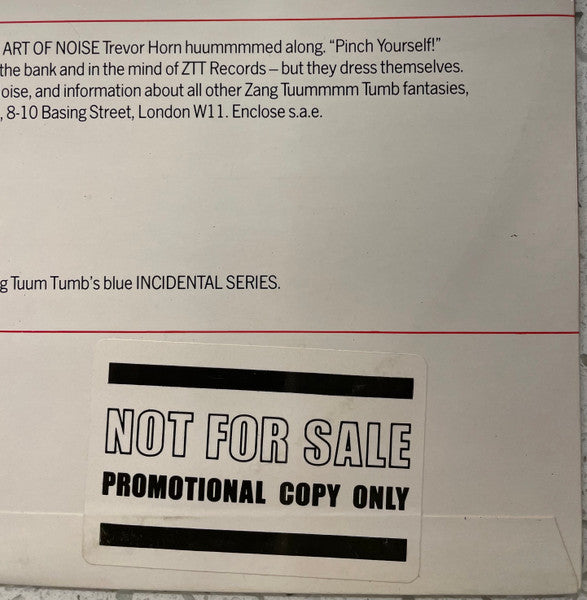 ART OF NOISE Trevor Horn huummmmed along. “Pinch Yourself!”
the bank and in the mind of ZTT Records – but they dress themselves.
oise, and information about all other Zang Tuummmm Tumb fantasies,
, 8-10 Basing Street, London W11. Enclose s.a.e.
g Tuum Tumb's blue INCIDENTAL SERIES.
NOT FOR SALE
PROMOTIONAL COPY ONLY